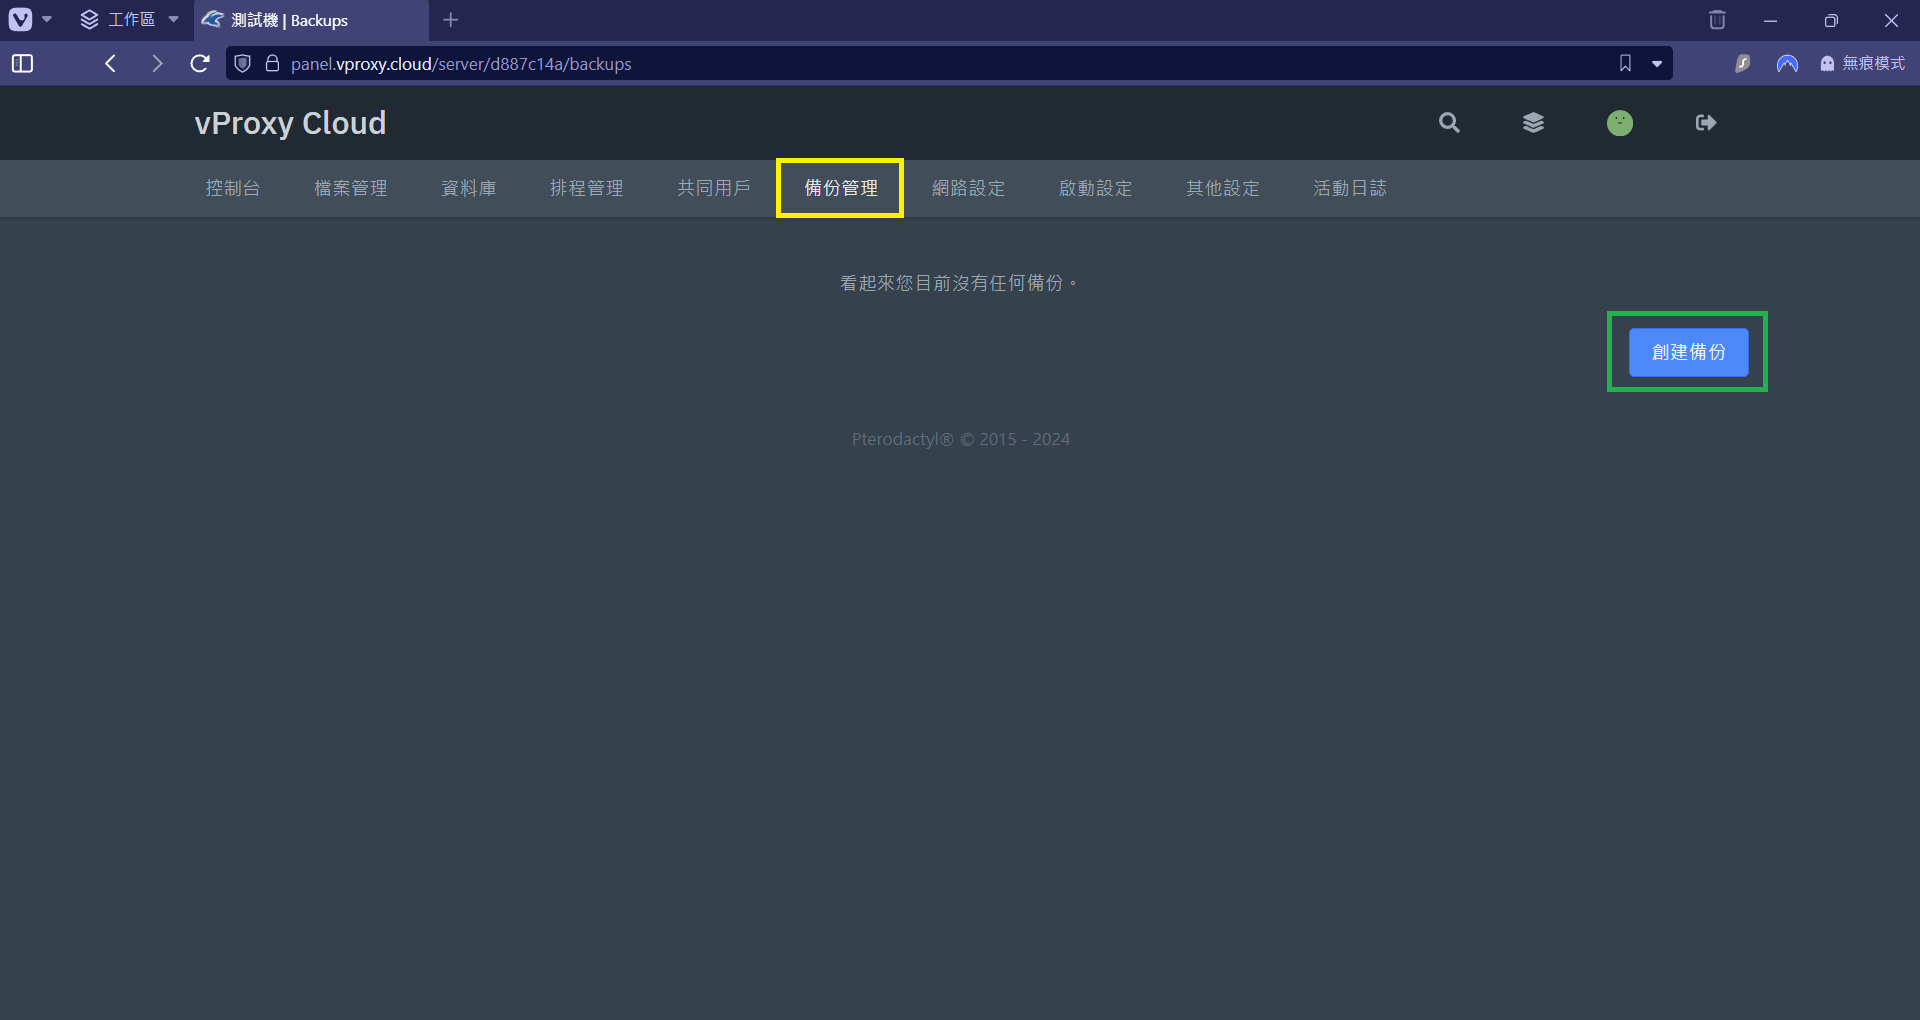 工作區
測試機 | Backups
panel.vproxy.cloud/server/d887c14a/backups
無痕模式
vProxy Cloud
控制台 檔案管理 資料庫 排程管理 共同用戶 備份管理 網路設定 啟動設定 其他設定 活動日誌
看起來您目前沒有任何備份。
創建備份
Pterodactyl® © 2015 - 2024